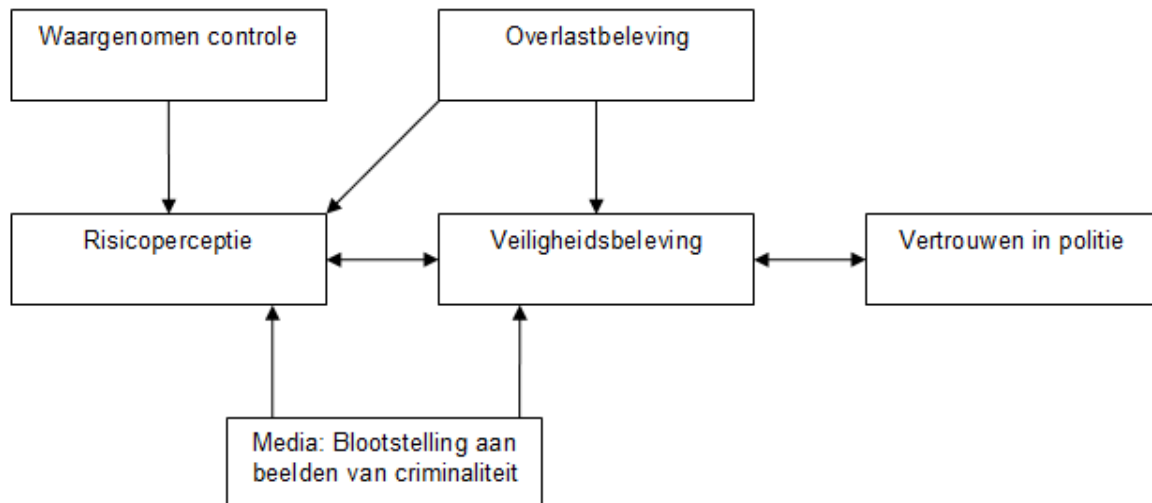 Waargenomen controle
Overlastbeleving
Risicoperceptie
Veiligheidsbeleving
Vertrouwen in politie
Media: Blootstelling aan
beelden van criminaliteit